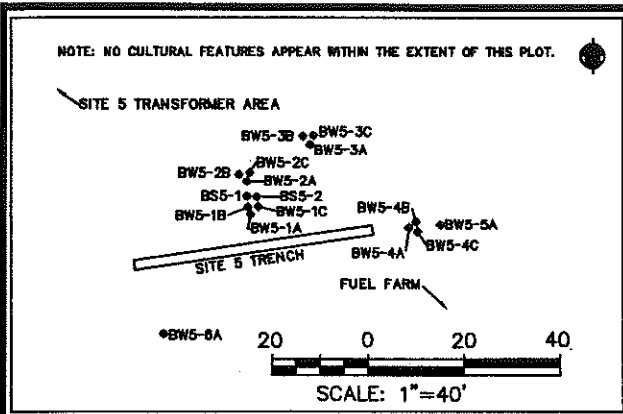 NOTE: NO CULTURAL FEATURES APPEAR WITHIN THE EXTENT OF THIS PLOT.
SITE 5 TRANSFORMER AREA
BW5-3B BW5-3C
BW5-3A
BW5-2C
BW5-2B
BW5-2A
BS5-1 BS5-2
BW5-1B BW5-1C
BW5-1A
BW5-4B
BW5-5A
BW5-4A BW5-4C
SITE 5 TRENCH
FUEL FARM
BW5-6A
20 0 20 40
SCALE: 1"=40'